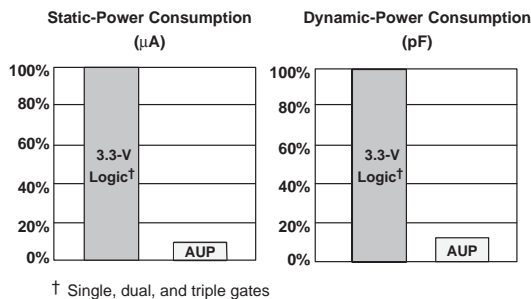 Static-Power Consumption
(μA)
100%
80%
60%
40%
20%
0%
3.3-V
Logic†
AUP
Dynamic-Power Consumption
(pF)
100%
80%
60%
40%
20%
0%
3.3-V
Logic†
AUP
† Single, dual, and triple gates